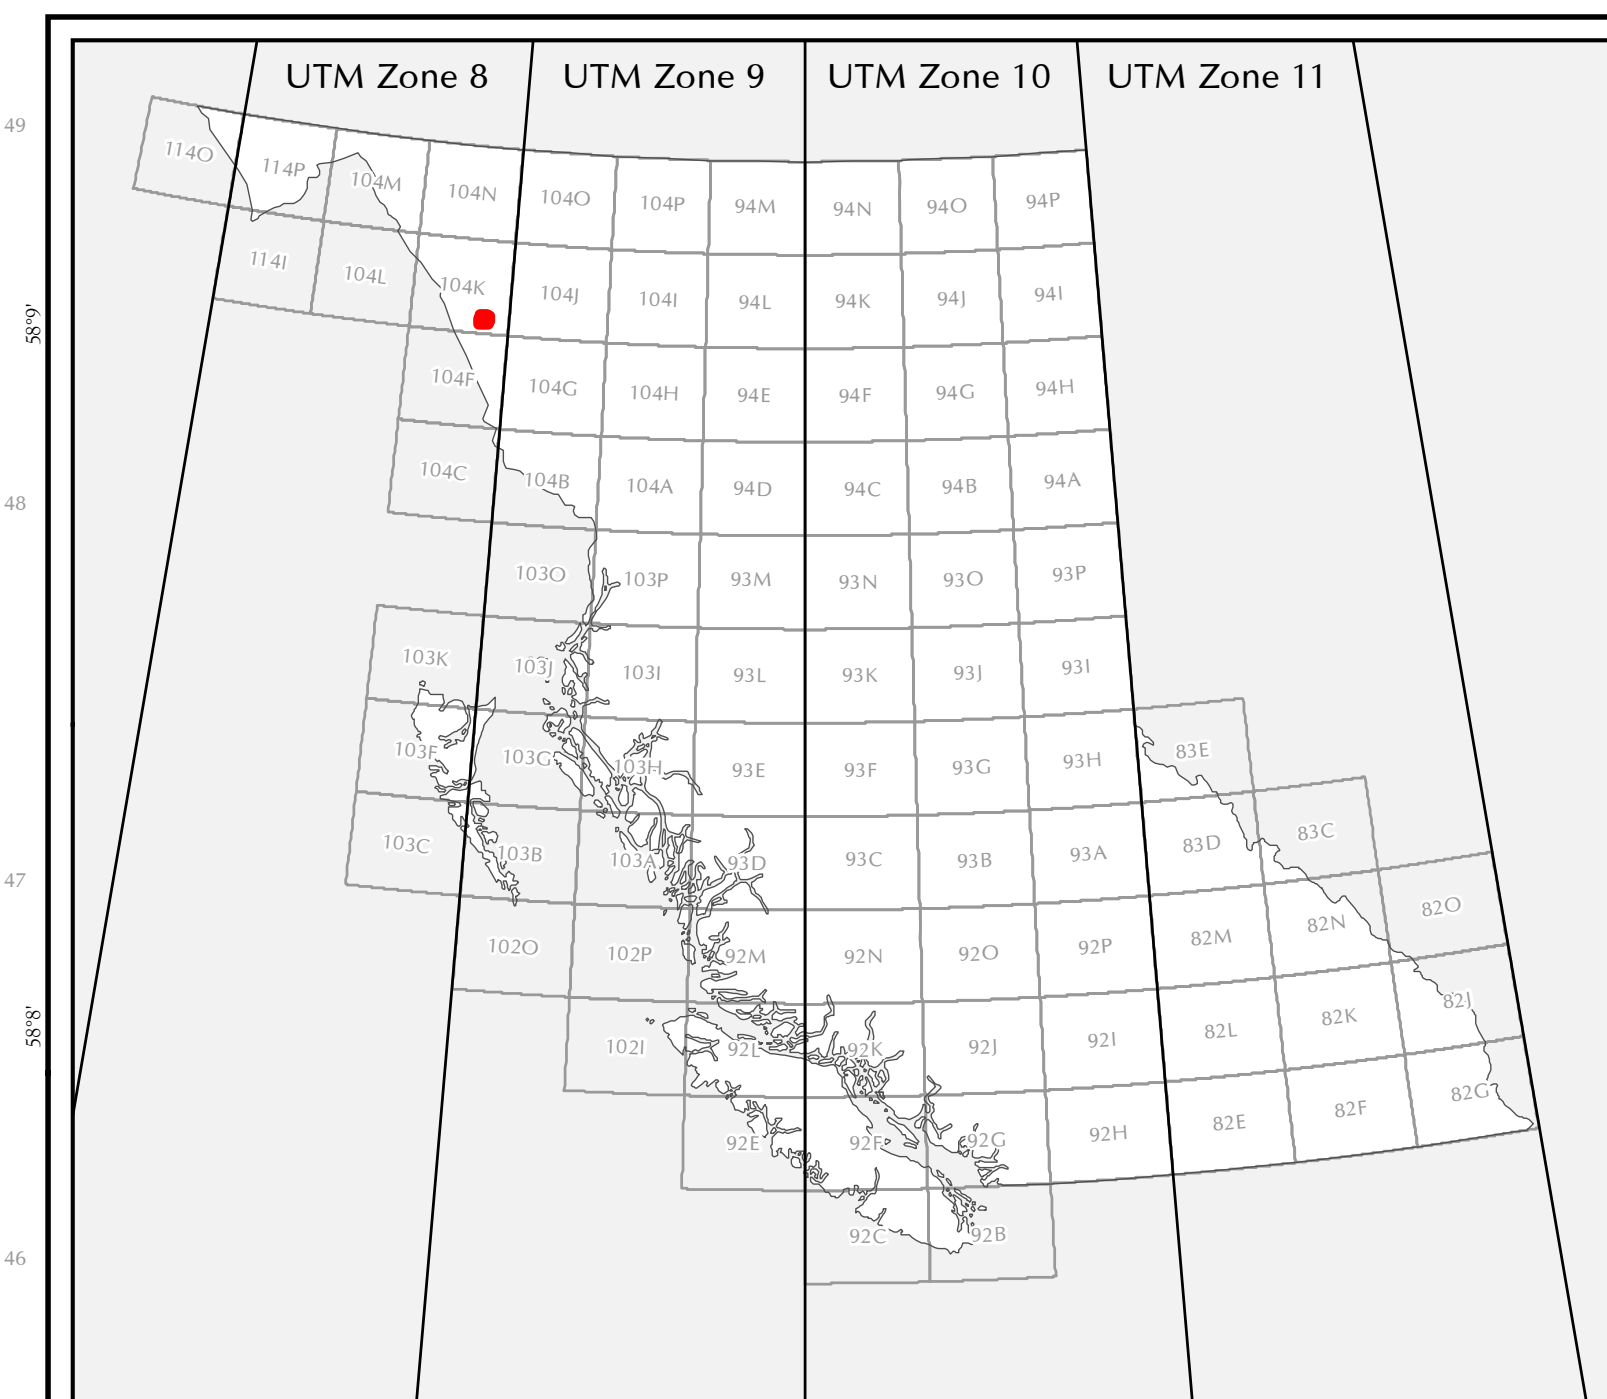 UTM Zone 8 UTM Zone 9 UTM Zone 10 UTM Zone 11
49
114O 114P 104M 104N 104O 104P 94M 94N 94O 94P
114I 104L 104K 104J 104I 94L 94K 94J 94I
58°9'
104F 104G 104H 94E 94F 94G 94H
104C 104B 104A 94D 94C 94B 94A
48
103O 103P 93M 93N 93O 93P
103K 103J 103I 93L 93K 93J 93I
103F 103G 103H 93E 93F 93G 93H 83E
103C 103B 103A 93D 93C 93B 93A 83D 83C
47
102O 102P 92M 92N 92O 92P 82M 82N 82O
58°8'
102I 92L 92K 92J 92I 82L 82K 82J
92E 92F 92G 92H 82E 82F 82G
92C 92B
46